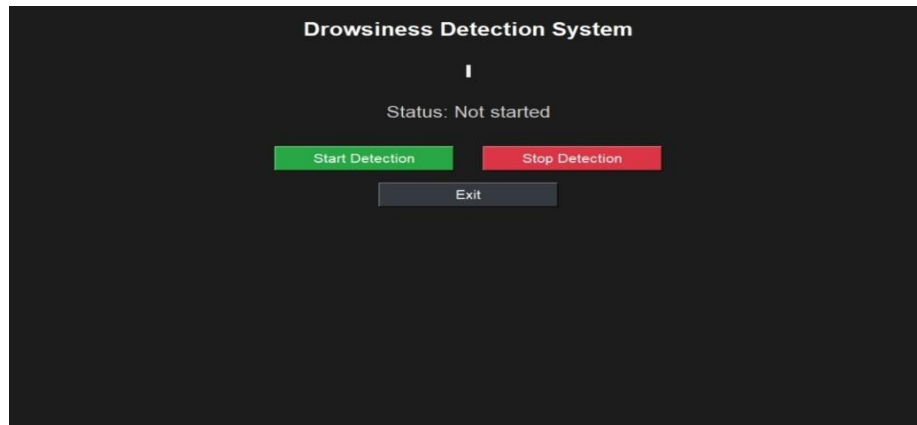 Drowsiness Detection System
Status: Not started
Start Detection Stop Detection
Exit